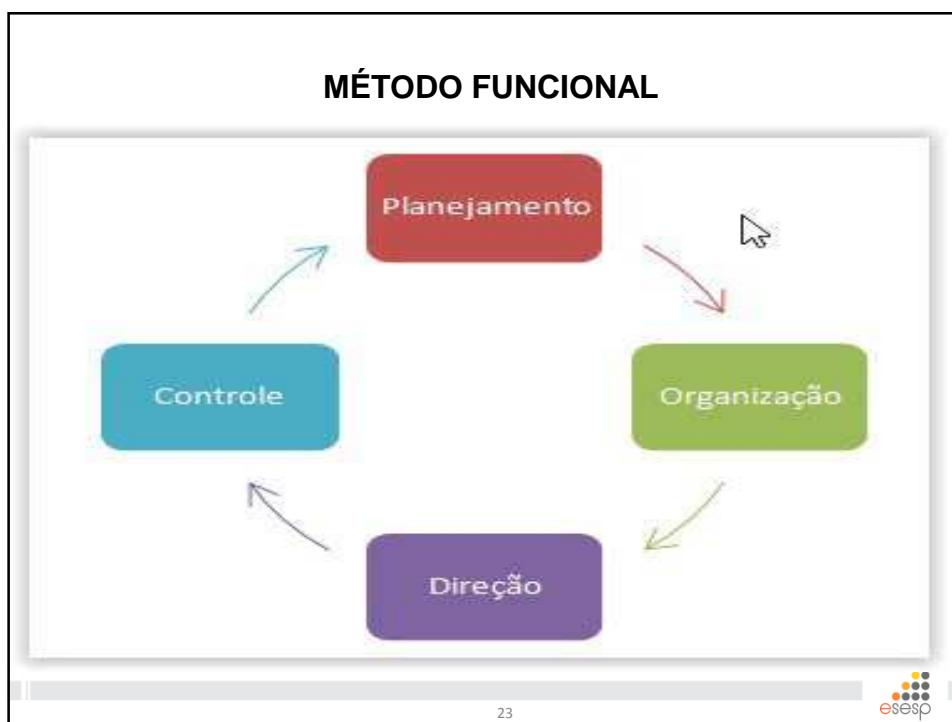 MÉTODO FUNCIONAL
Planejamento
Controle
Organização
Direção
23
esesp